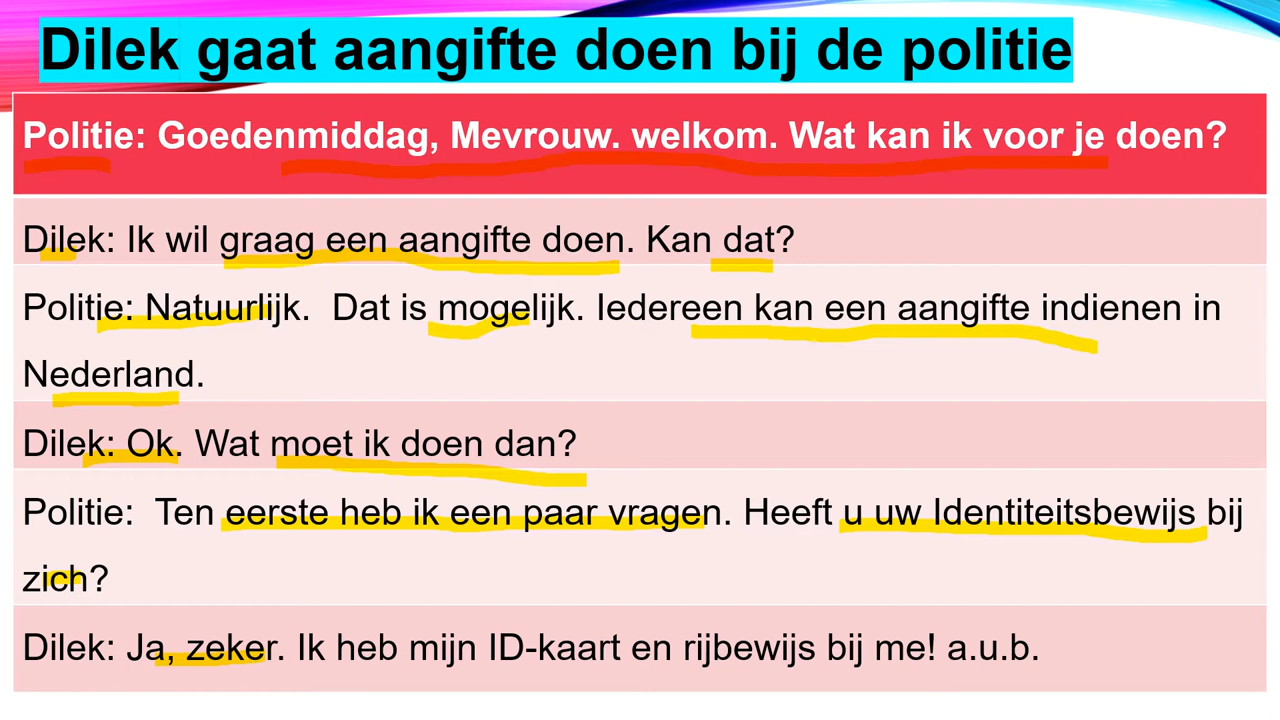 Dilek gaat aangifte doen bij de politie
Politie: Goedenmiddag, Mevrouw. welkom. Wat kan ik voor je doen?
Dilek: Ik wil graag een aangifte doen. Kan dat?
Politie: Natuurlijk. Dat is mogelijk. Iedereen kan een aangifte indienen in
Nederland.
Dilek: Ok. Wat moet ik doen dan?
Politie: Ten eerste heb ik een paar vragen. Heeft u uw Identiteitsbewijs bij
zich?
Dilek: Ja, zeker. Ik heb mijn ID-kaart en rijbewijs bij me! a.u.b.